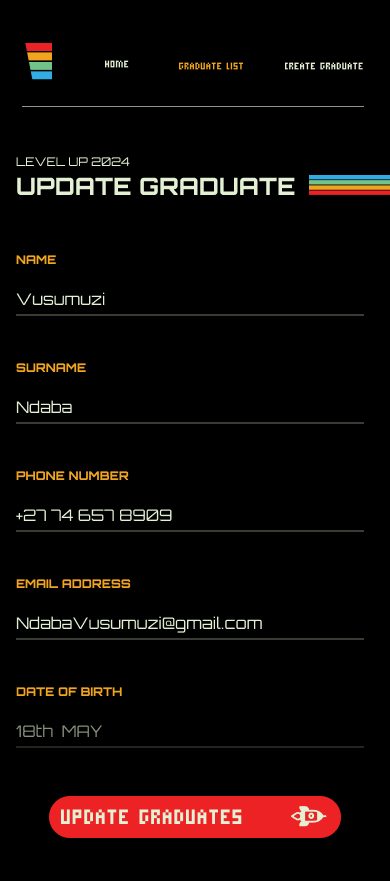 HOME GRADUATE LIST CREATE GRADUATE
LEVEL UP 2024
UPDATE GRADUATE
NAME
Vusumuzi
SURNAME
Ndaba
PHONE NUMBER
+27 74 657 8909
EMAIL ADDRESS
NdabaVusumuzi@gmail.com
DATE OF BIRTH
18th MAY
UPDATE GRADUATES